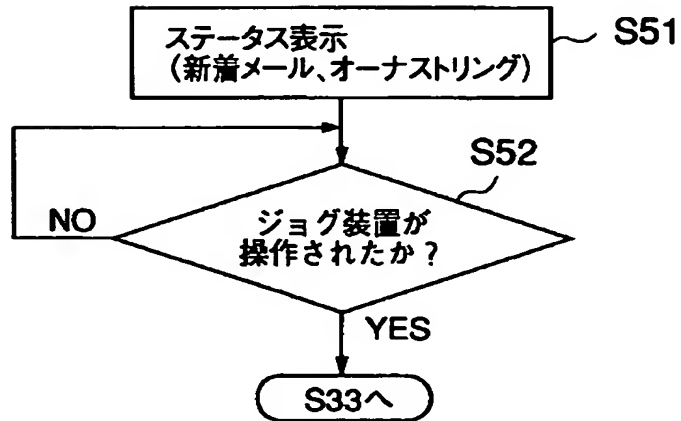 ステータス表示
(新着メール、オーナストリング)
S51
S52
ジョグ装置が
操作されたか?
NO
YES
S33へ